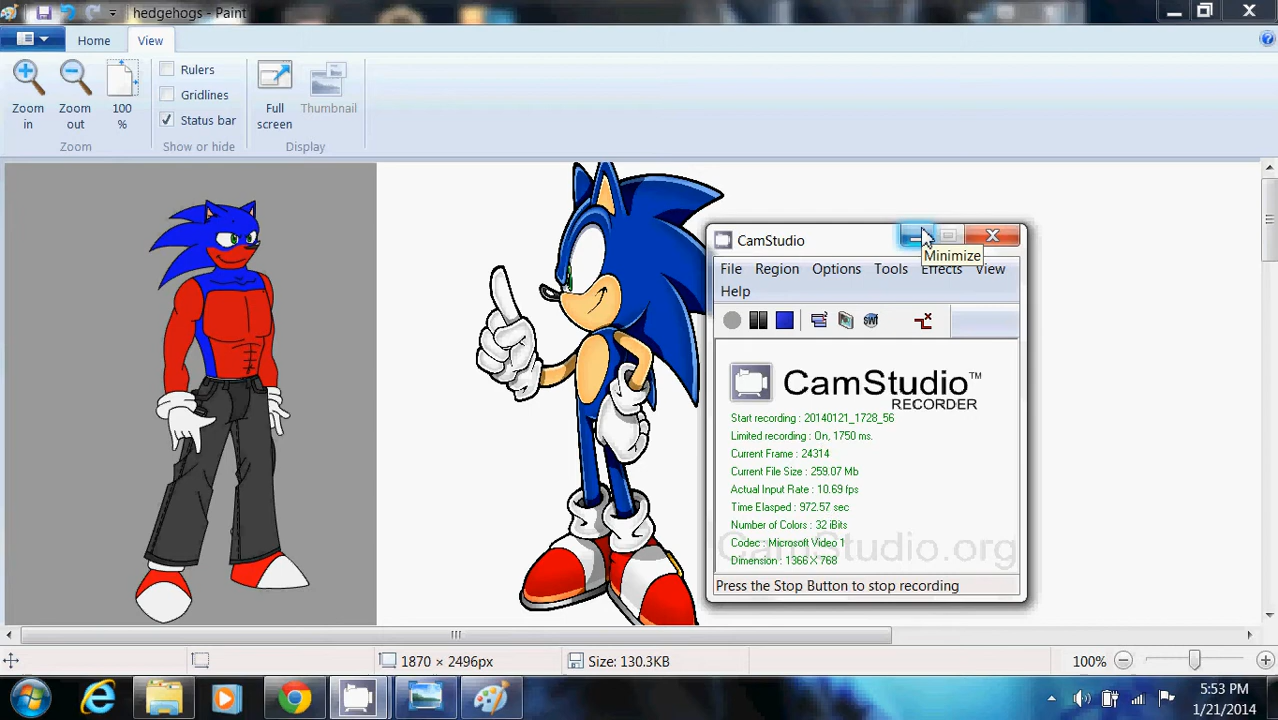 hedgehogs - Paint
Home View
Zoom in
Zoom out
100 %
Rulers
Gridlines
Status bar
Full screen
Thumbnail
Zoom
Show or hide
Display
CamStudio
Minimize
File Region Options Tools Effects View
Help
CamStudio™
RECORDER
Start recording : 20140121_1728_56
Limited recording : On, 1750 ms.
Current Frame : 24314
Current File Size : 259.07 Mb
Actual Input Rate : 10.69 fps
Time Elasped : 972.57 sec
Number of Colors : 32 iBits
Codec : Microsoft Video 1
Dimension : 1366 X 768
CamStudio.org
Press the Stop Button to stop recording
1870 × 2496px
Size: 130.3KB
100%
5:53 PM
1/21/2014